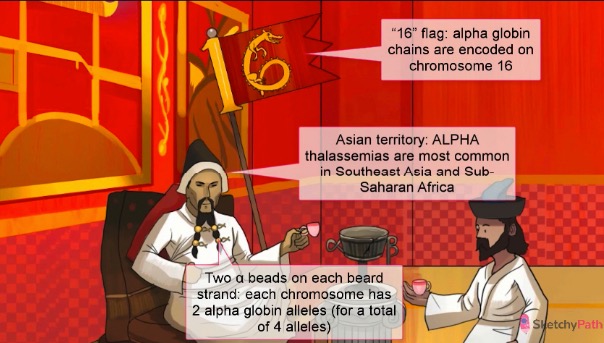 16
“16” flag: alpha globin
chains are encoded on
chromosome 16
Asian territory: ALPHA
thalassemias are most common
in Southeast Asia and Sub-
Saharan Africa
Two α beads on each beard
strand: each chromosome has
2 alpha globin alleles (for a total
of 4 alleles)
SketchyPath